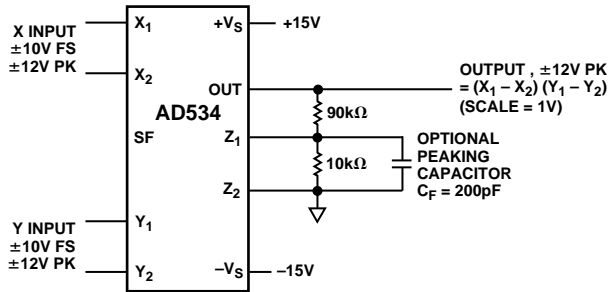 X INPUT
±10V FS
±12V PK
X1
X2
+VS
+15V
OUT
AD534
SF
Z1
Z2
90kΩ
10kΩ
OUTPUT , ±12V PK
= (X1 – X2) (Y1 – Y2)
(SCALE = 1V)
OPTIONAL
PEAKING
CAPACITOR
CF = 200pF
Y INPUT
±10V FS
±12V PK
Y1
Y2
–VS
–15V